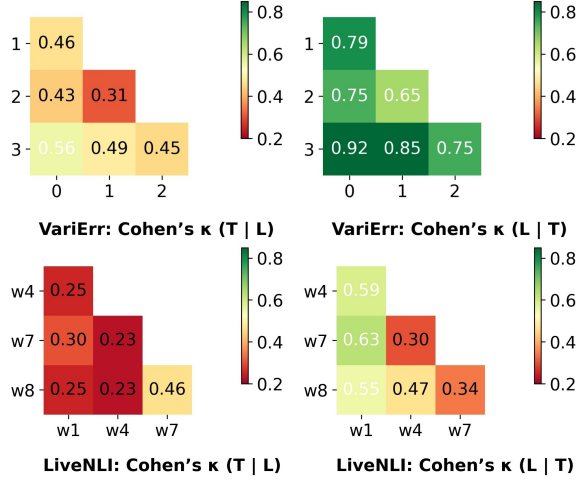 1 0.46
2 0.43 0.31
3 0.56 0.49 0.45
0 1 2
0.8
0.6
0.4
0.2
VariErr: Cohen's κ (T | L)
1 0.79
2 0.75 0.65
3 0.92 0.85 0.75
0 1 2
0.8
0.6
0.4
0.2
VariErr: Cohen's κ (L | T)
w4 0.25
w7 0.30 0.23
w8 0.25 0.23 0.46
w1 w4 w7
0.8
0.6
0.4
0.2
LiveNLI: Cohen's κ (T | L)
w4 0.59
w7 0.63 0.30
w8 0.55 0.47 0.34
w1 w4 w7
0.8
0.6
0.4
0.2
LiveNLI: Cohen's κ (L | T)